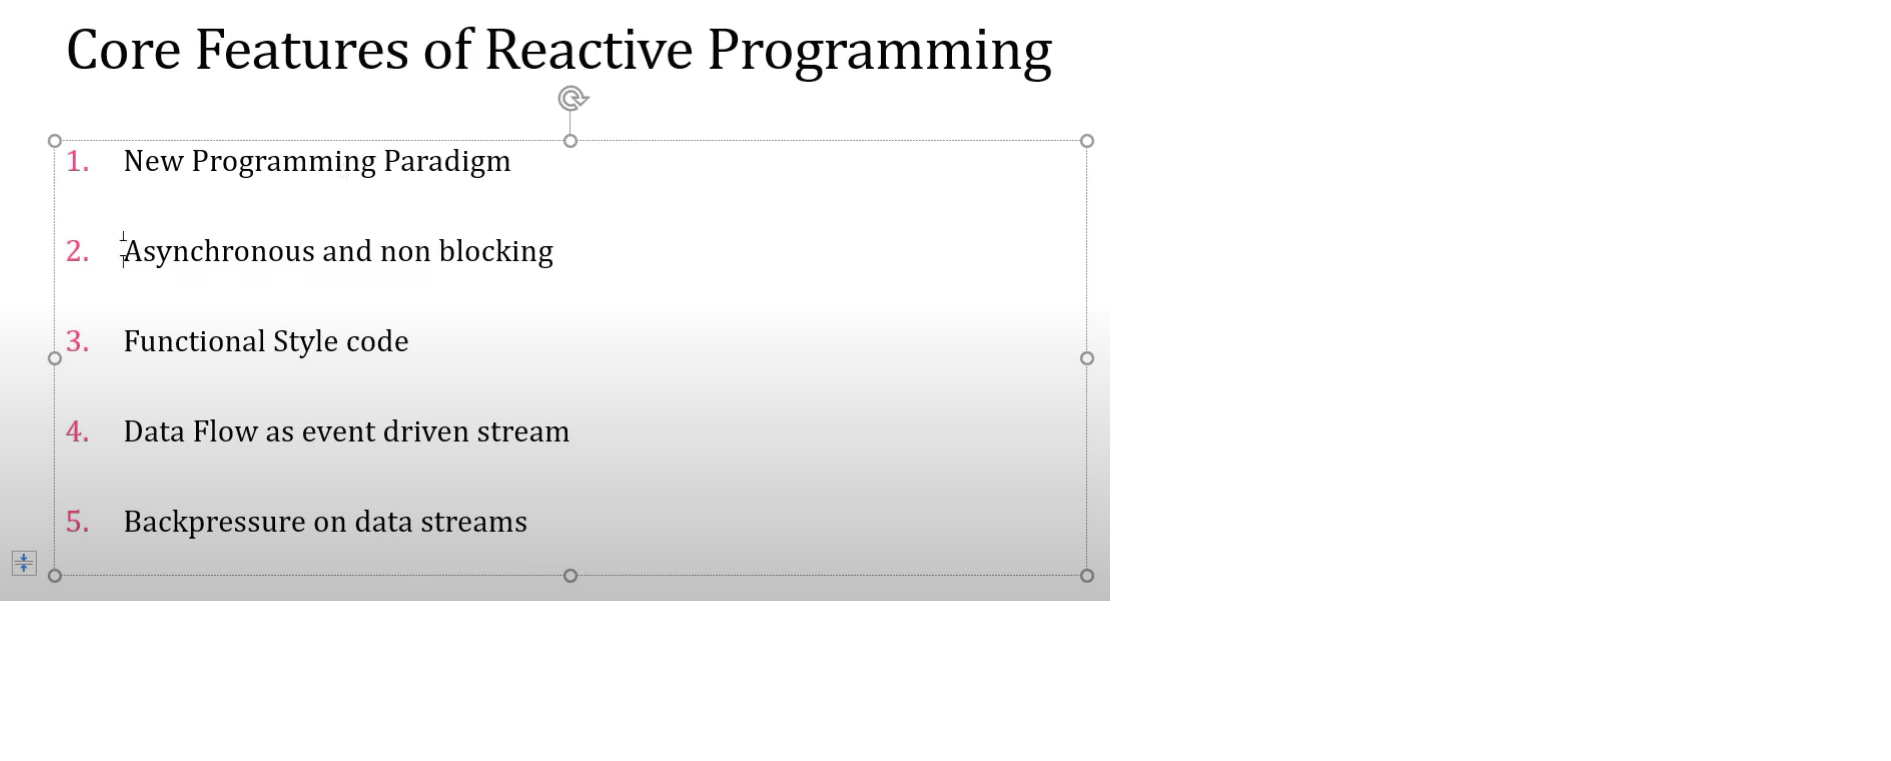 Core Features of Reactive Programming
1. New Programming Paradigm
2. Asynchronous and non blocking
3. Functional Style code
4. Data Flow as event driven stream
5. Backpressure on data streams